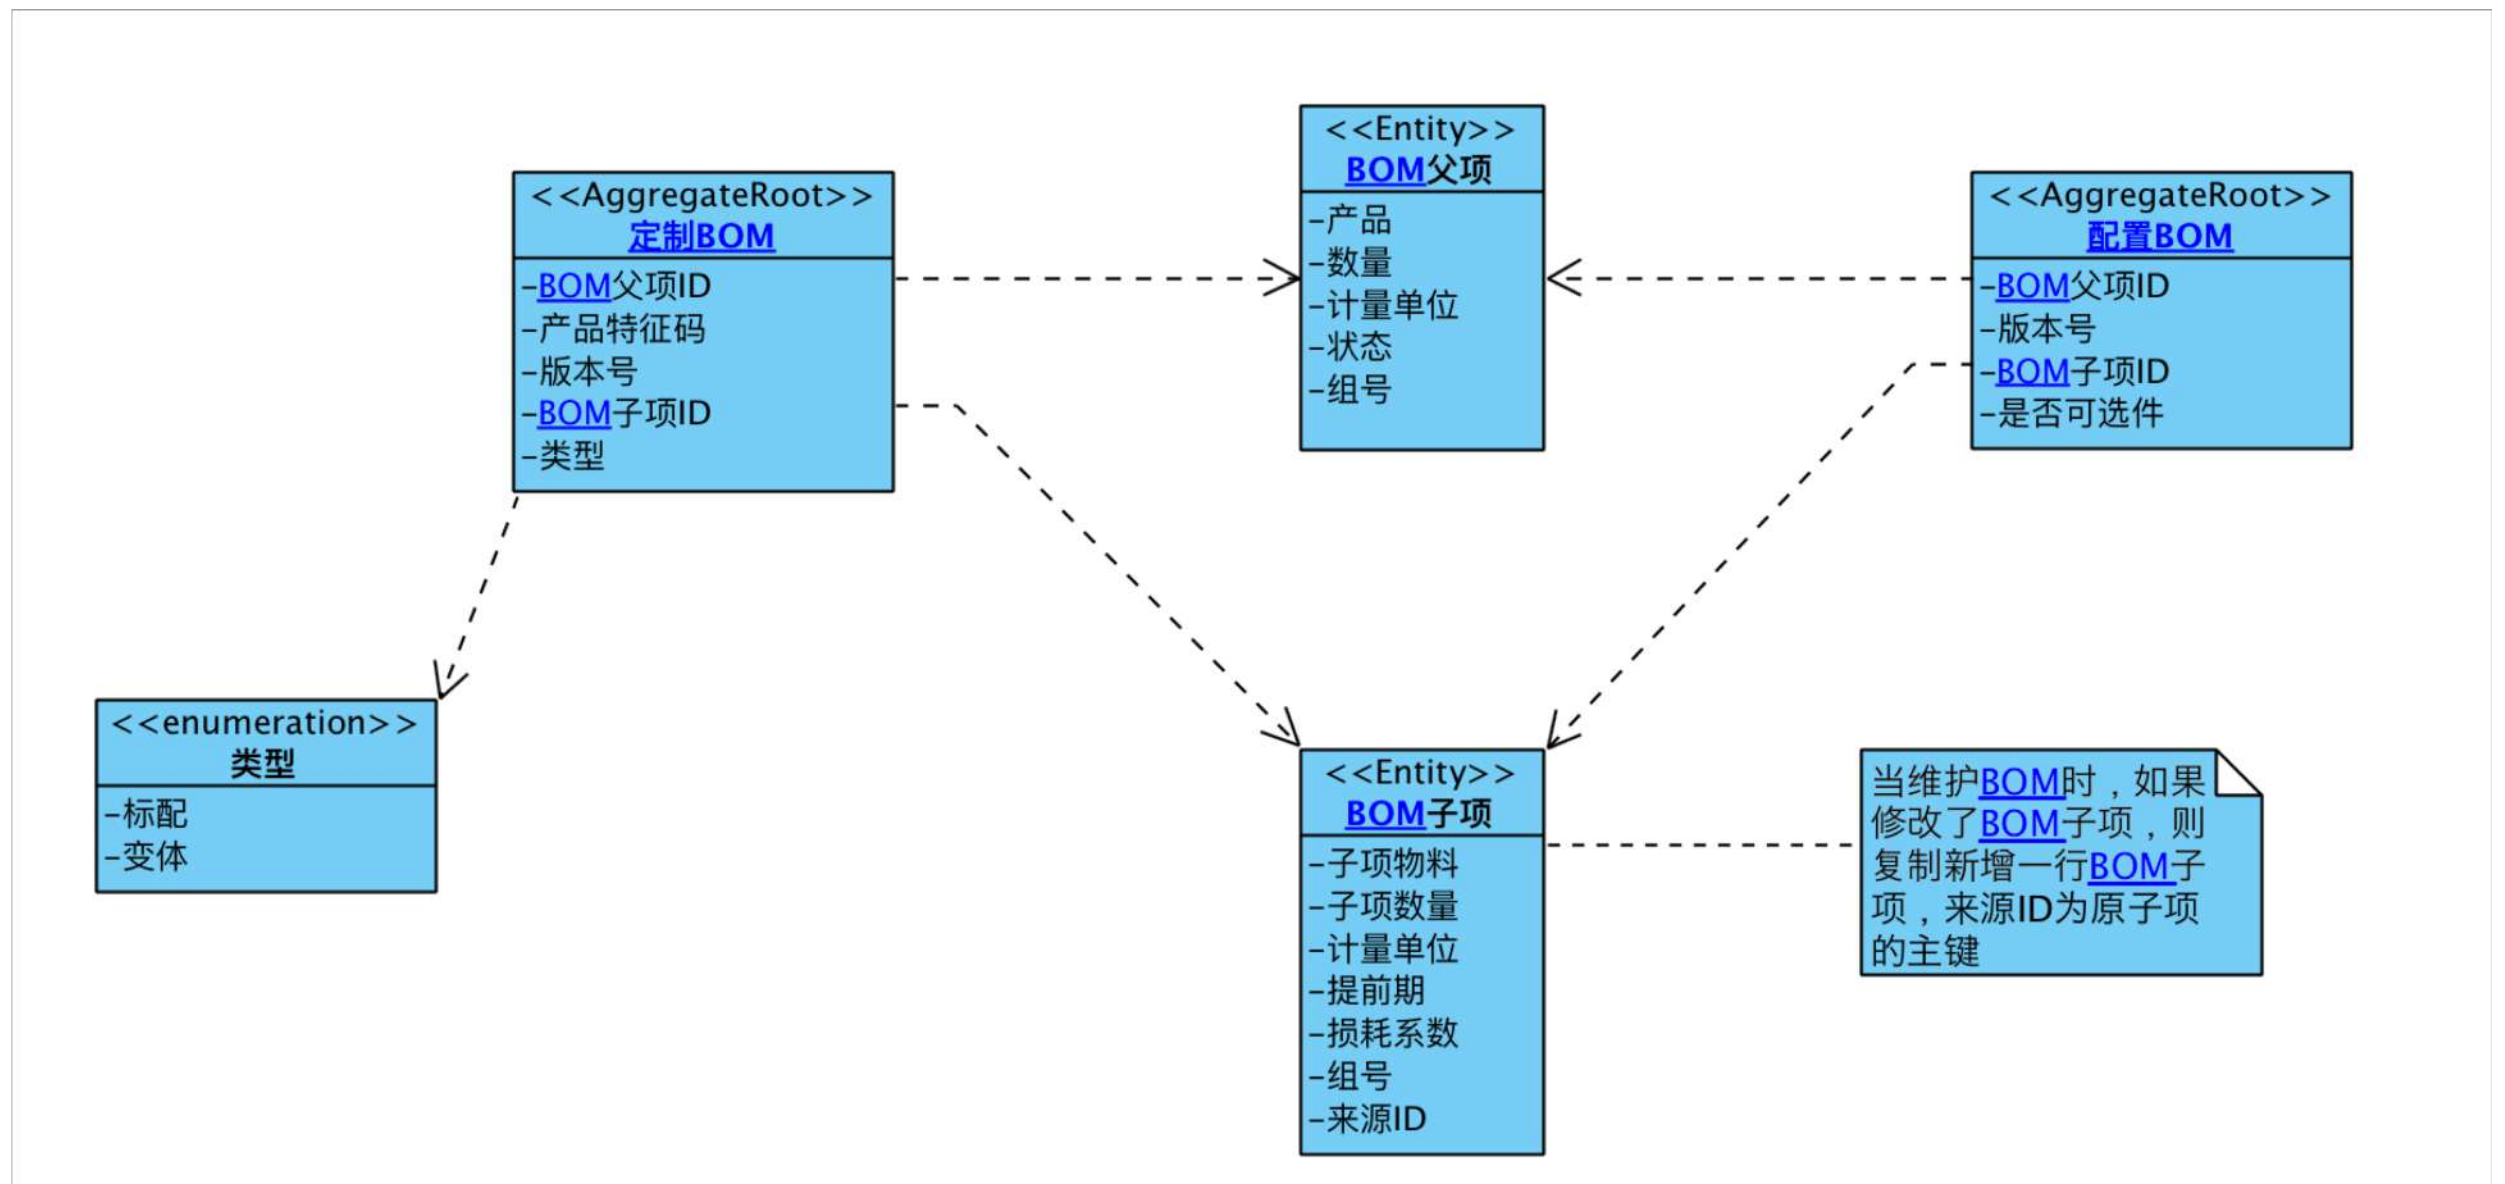 <<AggregateRoot>>
定制BOM
-BOM父项ID
-产品特征码
-版本号
-BOM子项ID
-类型
<<Entity>>
BOM父项
-产品
-数量
-计量单位
-状态
-组号
<<AggregateRoot>>
配置BOM
-BOM父项ID
-版本号
-BOM子项ID
-是否可选件
<<enumeration>>
类型
-标配
-变体
<<Entity>>
BOM子项
-子项物料
-子项数量
-计量单位
-提前期
-损耗系数
-组号
-来源ID
当维护BOM时，如果
修改了BOM子项，则
复制新增一行BOM子
项，来源ID为原子项
的主键